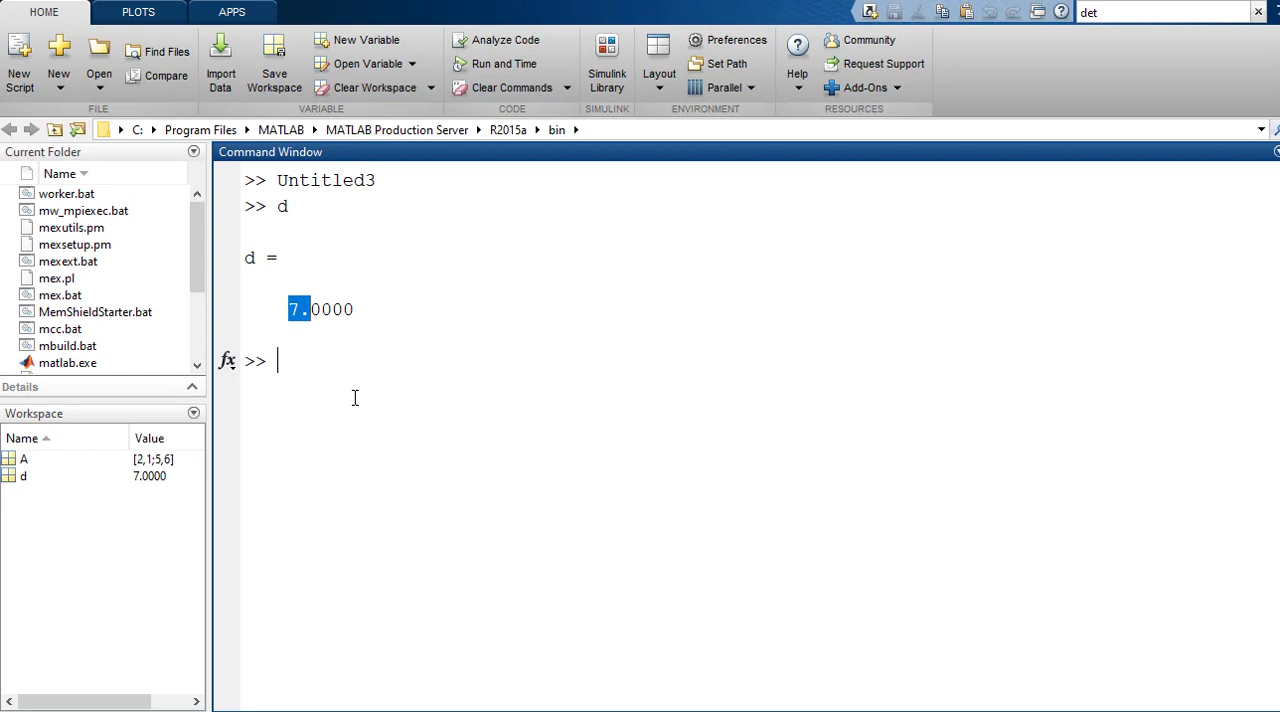 HOME PLOTS APPS det
New Script
New
Open
Find Files
Compare
Import Data
Save Workspace
New Variable
Open Variable
Clear Workspace
Analyze Code
Run and Time
Clear Commands
Simulink Library
Layout
Preferences
Set Path
Parallel
Help
Community
Request Support
Add-Ons
FILE VARIABLE CODE SIMULINK ENVIRONMENT RESOURCES
C: Program Files MATLAB MATLAB Production Server R2015a bin
Current Folder
Name
worker.bat
mw_mpiexec.bat
mexutils.pm
mexsetup.pm
mexext.bat
mex.pl
mex.bat
MemShieldStarter.bat
mcc.bat
mbuild.bat
matlab.exe
Details
Workspace
Name Value
A [2,1;5,6]
d 7.0000
Command Window
>> Untitled3
>> d
d =
7.0000
fx >>